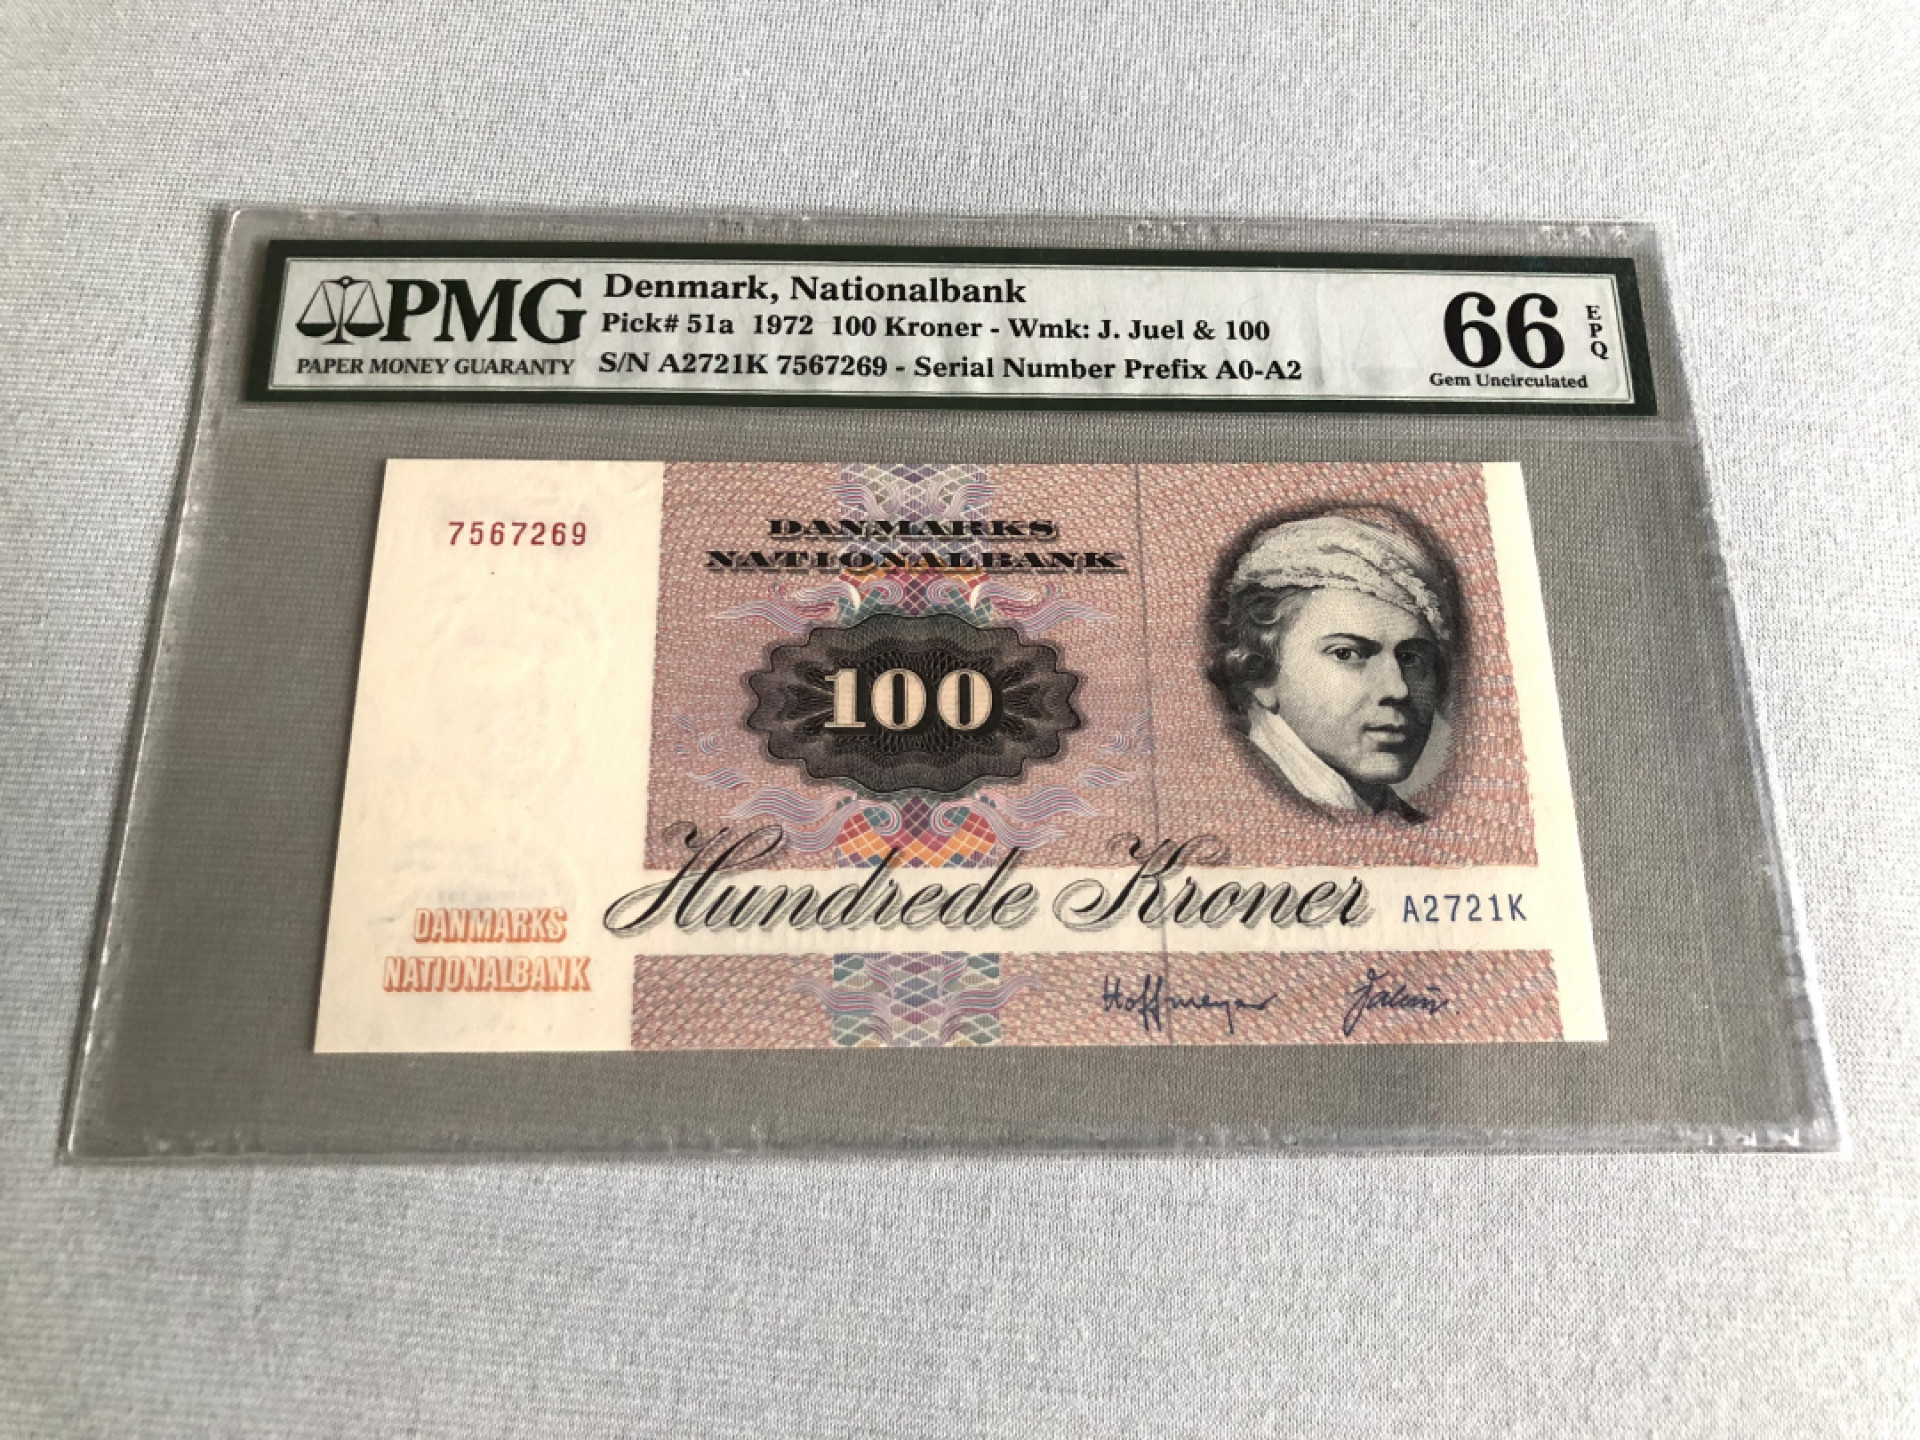 PMG
PAPER MONEY GUARANTY
Denmark, Nationalbank
Pick# 51a 1972 100 Kroner - Wmk: J. Juel & 100
S/N A2721K 7567269 - Serial Number Prefix A0-A2
66
EPQ
Gem Uncirculated
7567269
DANMARKS
NATIONALBANK
100
Hundrede Kroner
A2721K
DANMARKS
NATIONALBANK
Hoffmeyer